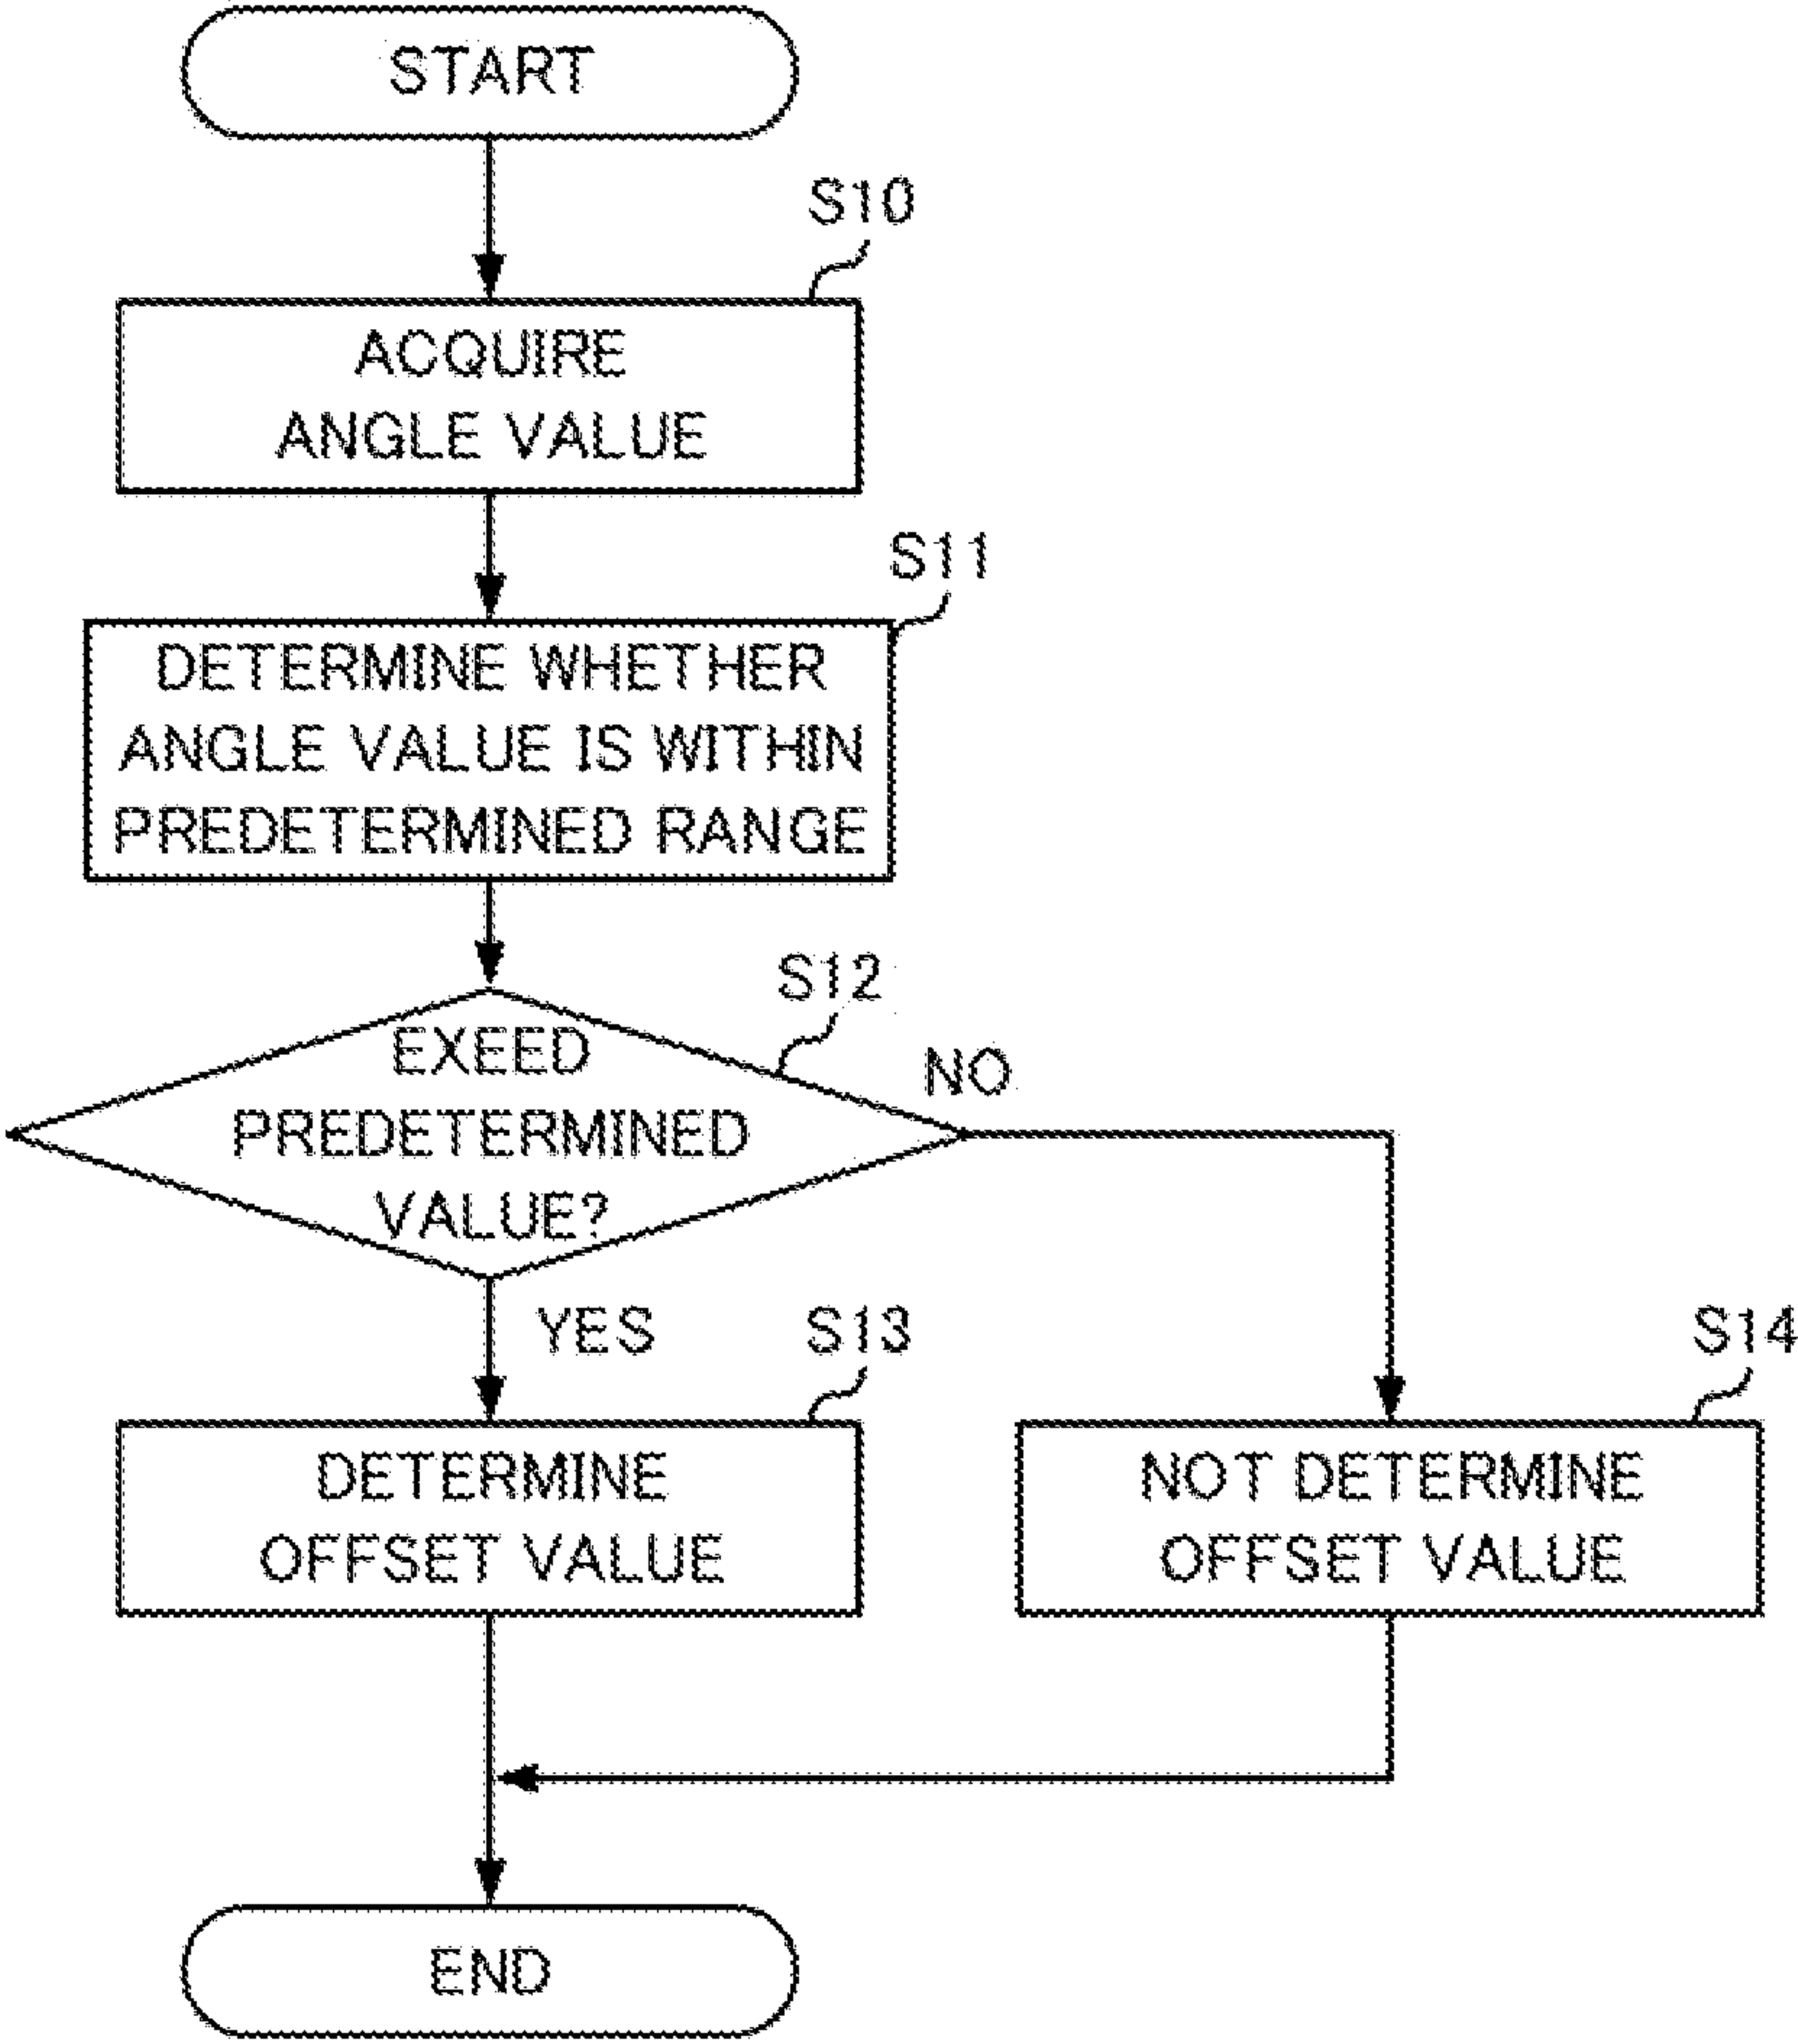 START
S10
ACQUIRE
ANGLE VALUE
S11
DETERMINE WHETHER
ANGLE VALUE IS WITHIN
PREDETERMINED RANGE
S12
EXEED
PREDETERMINED
VALUE?
NO
YES
S13
DETERMINE
OFFSET VALUE
S14
NOT DETERMINE
OFFSET VALUE
END